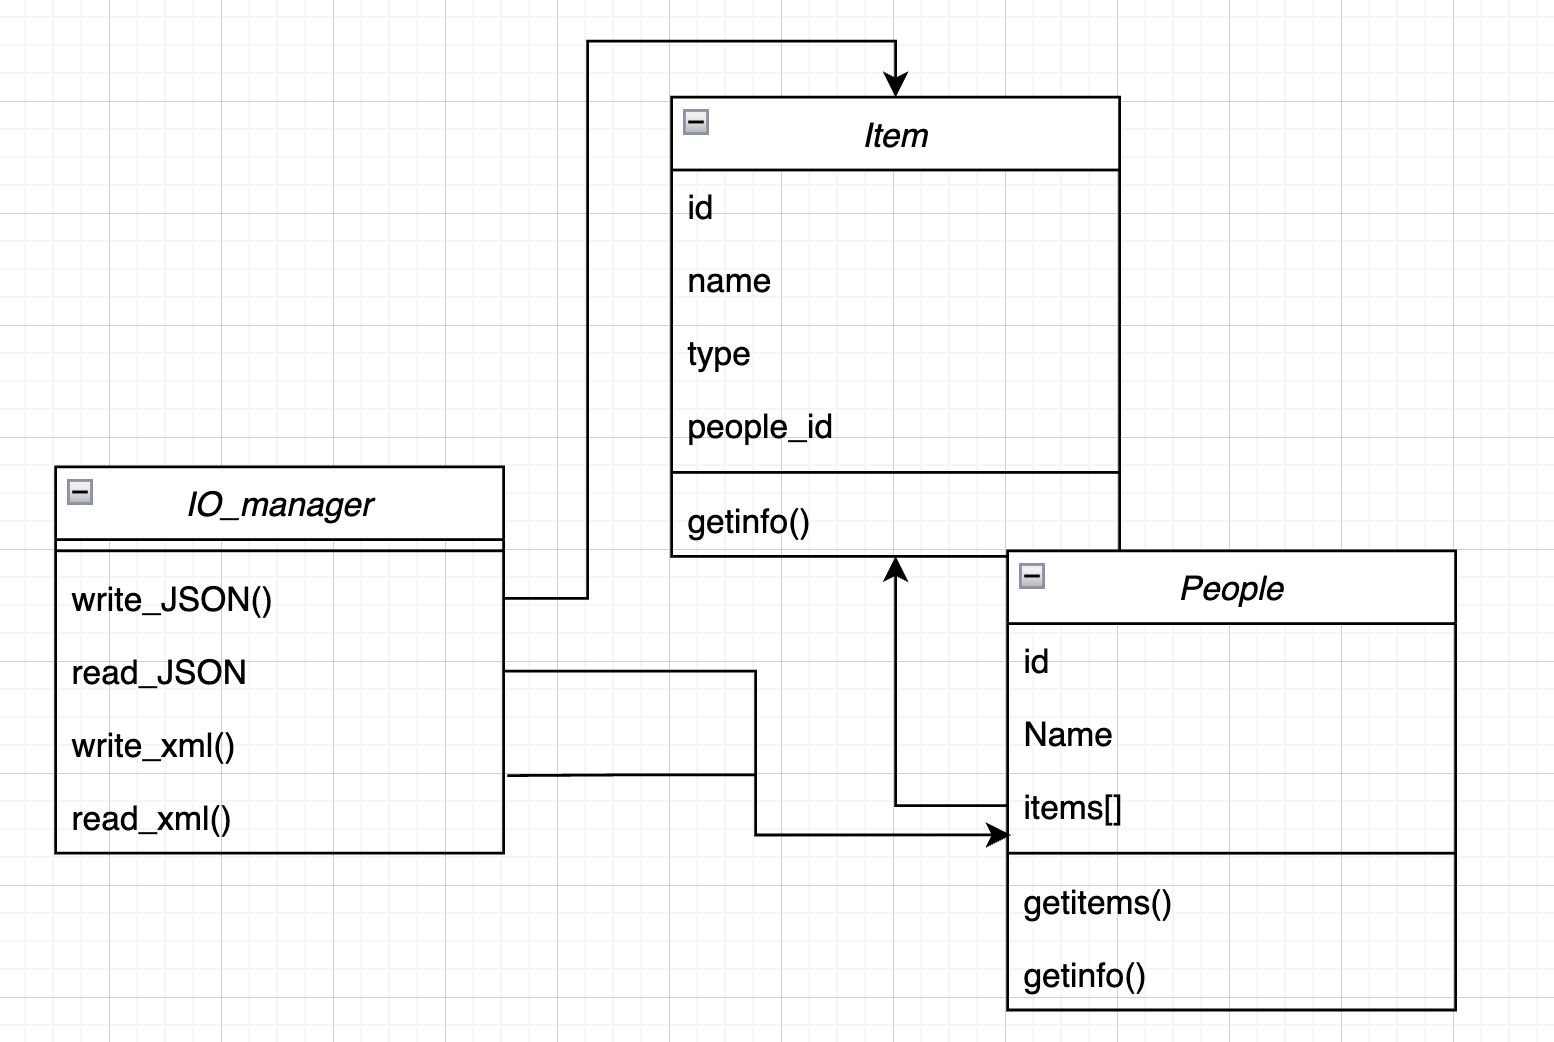 Item
id
name
type
people_id
getinfo()
IO_manager
write_JSON()
read_JSON
write_xml()
read_xml()
People
id
Name
items[]
getitems()
getinfo()